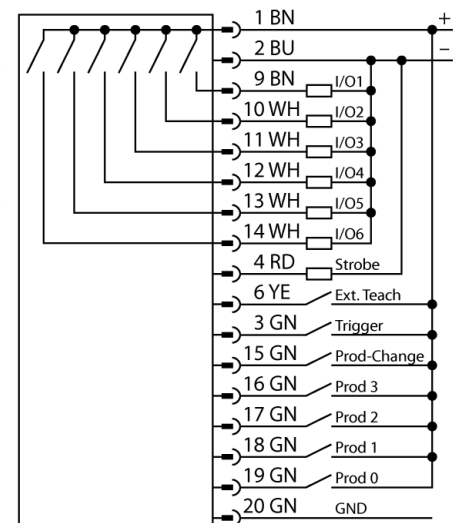 1 BN +
2 BU –
9 BN I/O1
10 WH I/O2
11 WH I/O3
12 WH I/O4
13 WH I/O5
14 WH I/O6
4 RD Strobe
6 YE Ext. Teach
3 GN Trigger
15 GN Prod-Change
16 GN Prod 3
17 GN Prod 2
18 GN Prod 1
19 GN Prod 0
20 GN GND